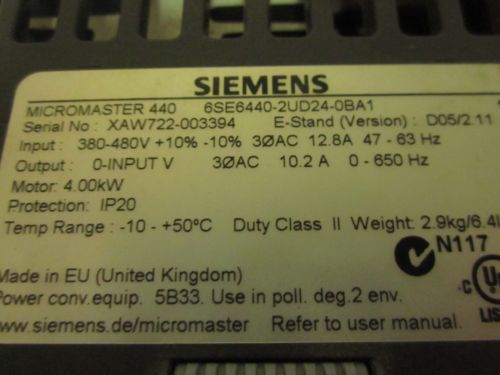 SIEMENS
MICROMASTER 440 6SE6440-2UD24-0BA1
Serial No : XAW722-003394 E-Stand (Version) : D05/2.11
Input : 380-480V +10% -10% 3ØAC 12.8A 47 - 63 Hz
Output : 0-INPUT V 3ØAC 10.2 A 0 - 650 Hz
Motor: 4.00kW
Protection: IP20
Temp Range : -10 - +50ºC Duty Class II Weight: 2.9kg/6.4
N117
Made in EU (United Kingdom)
Power conv.equip. 5B33. Use in poll. deg.2 env.
www.siemens.de/micromaster Refer to user manual.
C U
LIS